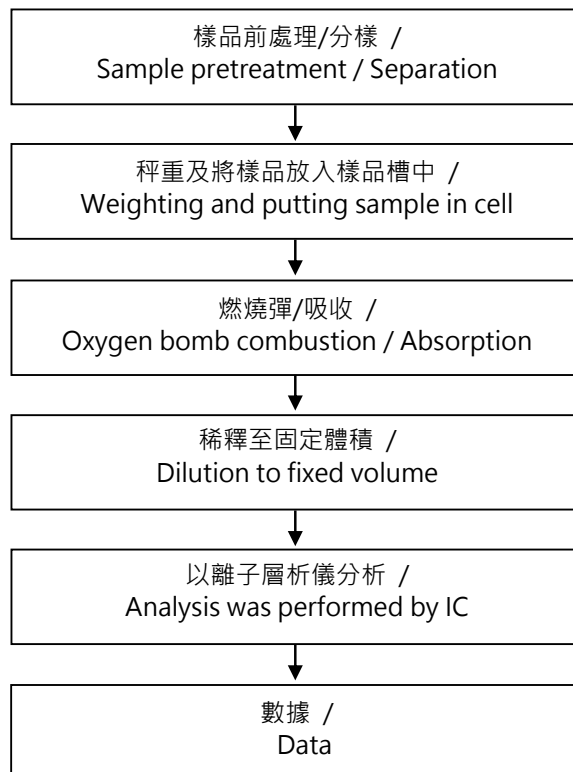 樣品前處理/分樣 /
Sample pretreatment / Separation
秤重及將樣品放入樣品槽中 /
Weighting and putting sample in cell
燃燒彈/吸收 /
Oxygen bomb combustion / Absorption
稀釋至固定體積 /
Dilution to fixed volume
以離子層析儀分析 /
Analysis was performed by IC
數據 /
Data